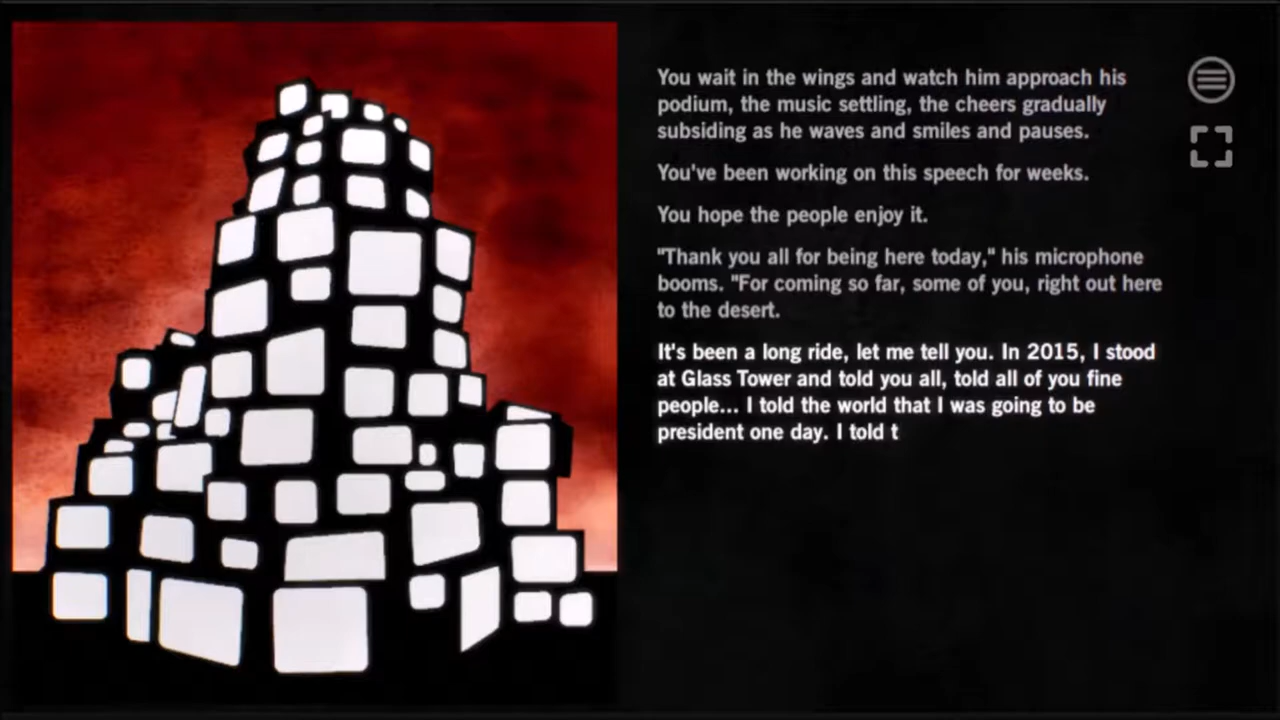 You wait in the wings and watch him approach his
podium, the music settling, the cheers gradually
subsiding as he waves and smiles and pauses.
You've been working on this speech for weeks.
You hope the people enjoy it.
"Thank you all for being here today," his microphone
booms. "For coming so far, some of you, right out here
to the desert.
It's been a long ride, let me tell you. In 2015, I stood
at Glass Tower and told you all, told all of you fine
people... I told the world that I was going to be
president one day. I told t